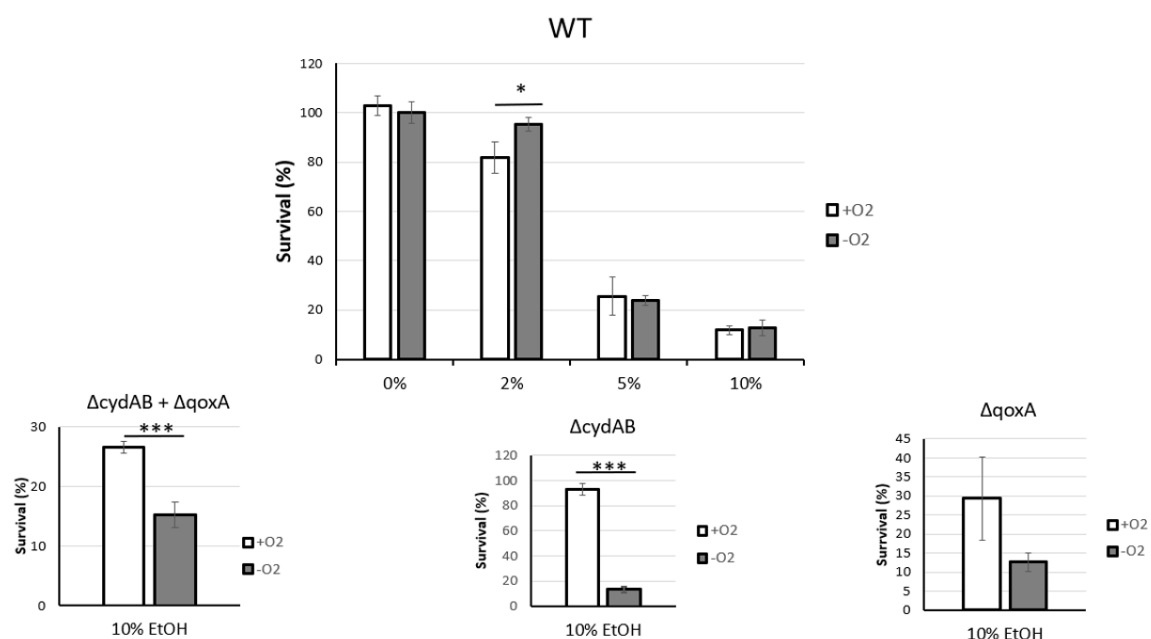 WT
120
100
80
60
40
20
0
Survival (%)
*
0% 2% 5% 10%
+O2
-O2
ΔcydAB + ΔqoxA
30
20
10
0
Survival (%)
***
10% EtOH
+O2
-O2
ΔcydAB
120
100
80
60
40
20
0
Survival (%)
***
10% EtOH
+O2
-O2
ΔqoxA
45
40
35
30
25
20
15
10
5
0
Surrvival (%)
10% EtOH
+O2
-O2